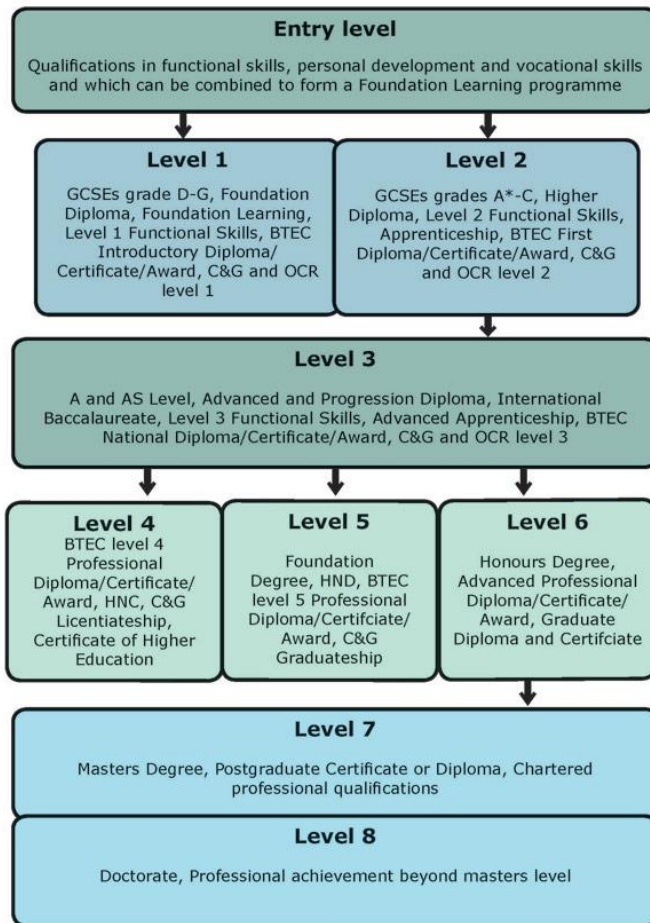 Entry level
Qualifications in functional skills, personal development and vocational skills
and which can be combined to form a Foundation Learning programme
Level 1
GCSEs grade D-G, Foundation
Diploma, Foundation Learning,
Level 1 Functional Skills, BTEC
Introductory Diploma/
Certificate/Award, C&G and OCR
level 1
Level 2
GCSEs grades A*-C, Higher
Diploma, Level 2 Functional Skills,
Apprenticeship, BTEC First
Diploma/Certificate/Award, C&G
and OCR level 2
Level 3
A and AS Level, Advanced and Progression Diploma, International
Baccalaureate, Level 3 Functional Skills, Advanced Apprenticeship, BTEC
National Diploma/Certificate/Award, C&G and OCR level 3
Level 4
BTEC level 4
Professional
Diploma/Certificate/
Award, HNC, C&G
Licentiateship,
Certificate of Higher
Education
Level 5
Foundation
Degree, HND, BTEC
level 5 Professional
Diploma/Certifciate/
Award, C&G
Graduateship
Level 6
Honours Degree,
Advanced Professional
Diploma/Certificate/
Award, Graduate
Diploma and Certifciate
Level 7
Masters Degree, Postgraduate Certificate or Diploma, Chartered
professional qualifications
Level 8
Doctorate, Professional achievement beyond masters level